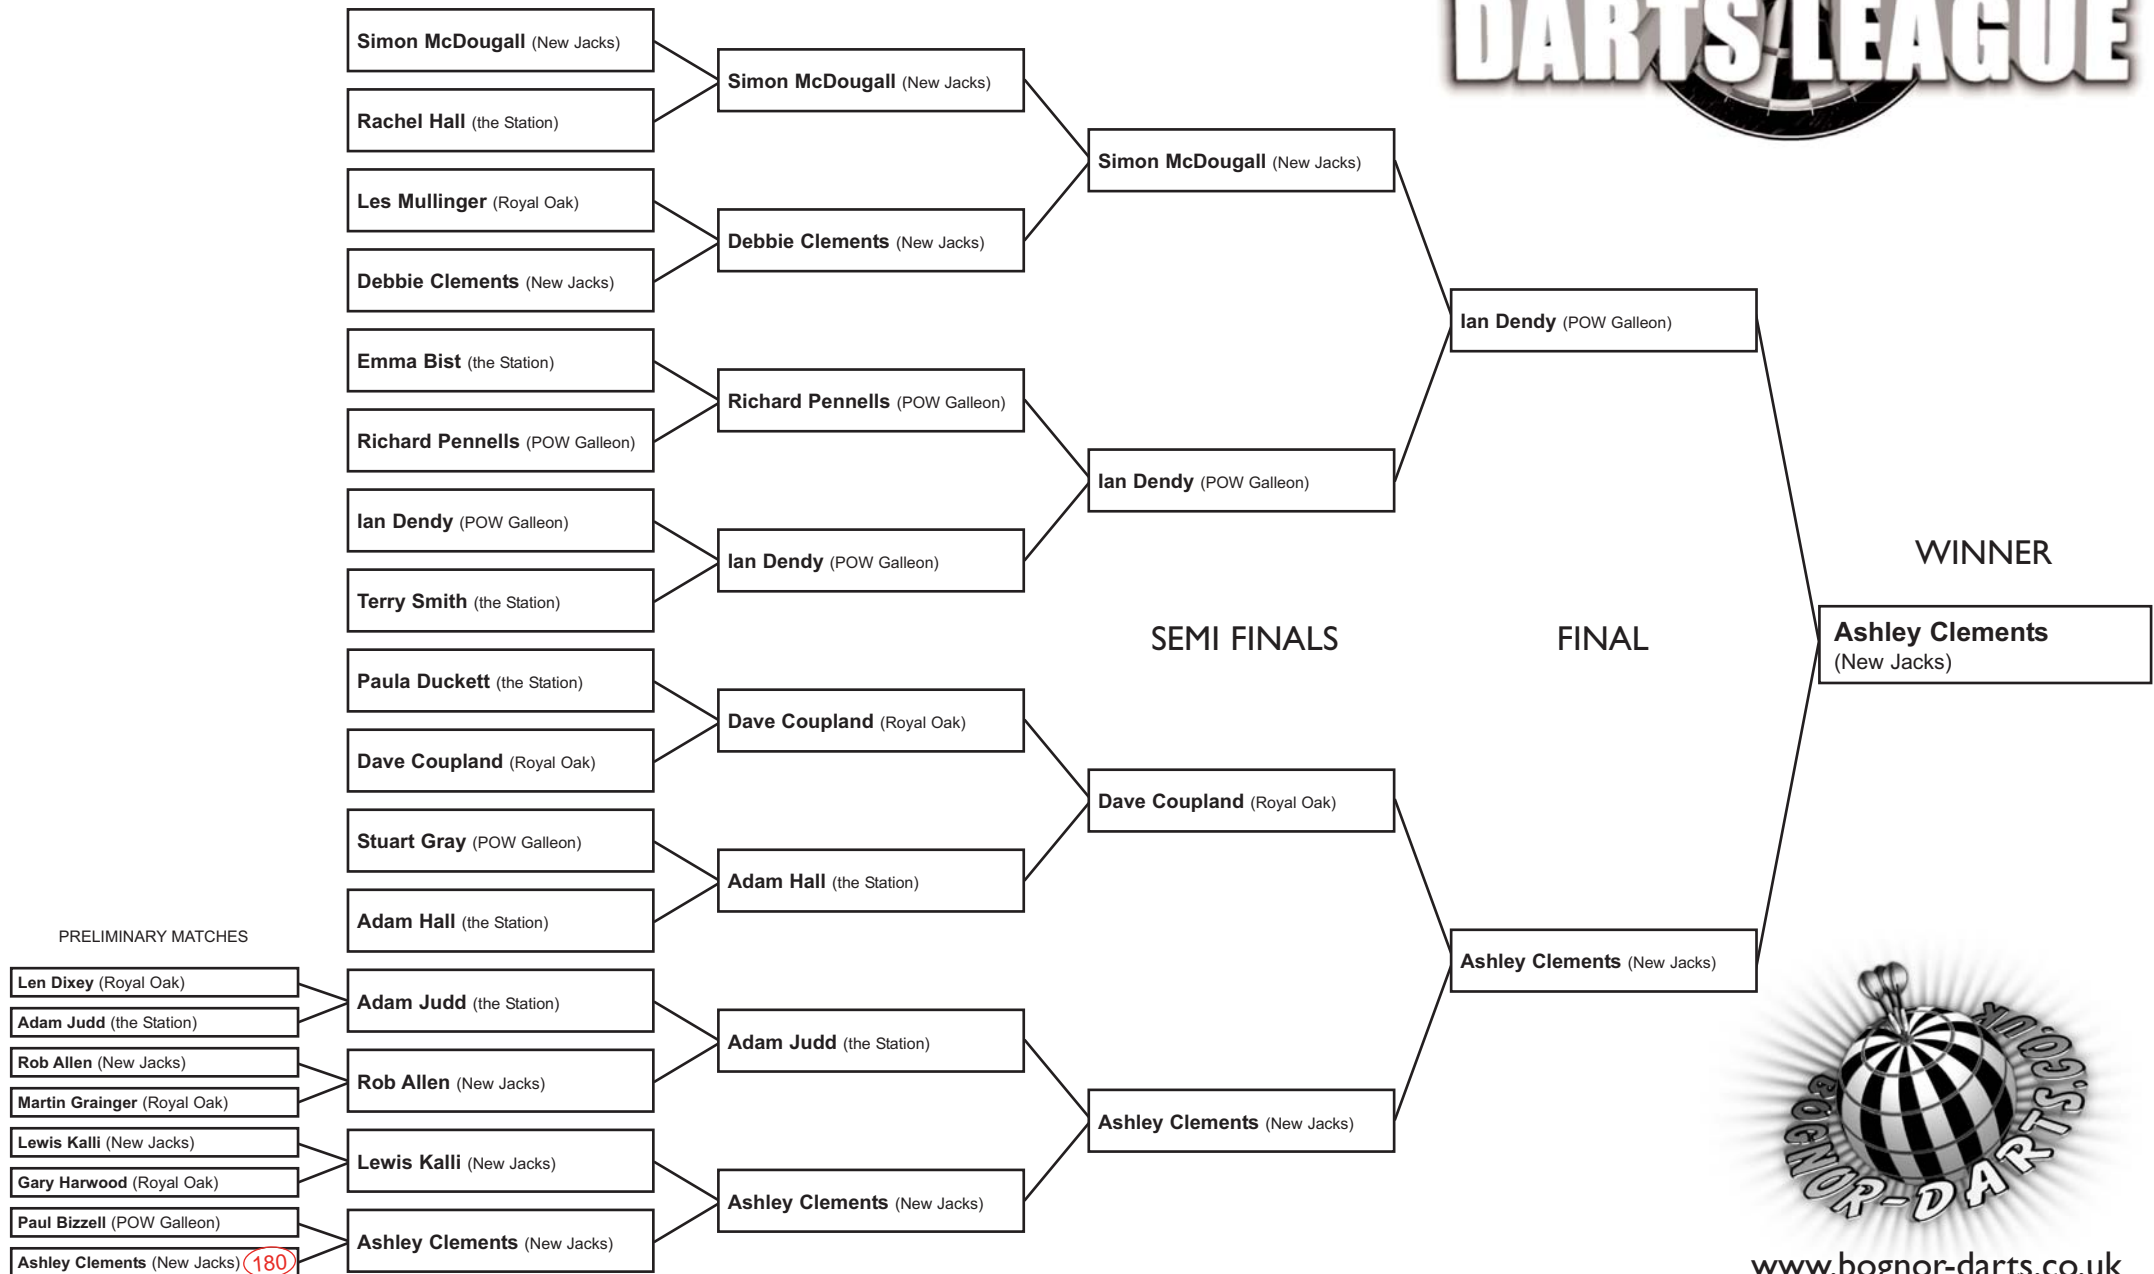 DARTS LEAGUE
Simon McDougall (New Jacks)
Rachel Hall (the Station)
Les Mullinger (Royal Oak)
Debbie Clements (New Jacks)
Emma Bist (the Station)
Richard Pennells (POW Galleon)
Ian Dendy (POW Galleon)
Terry Smith (the Station)
Paula Duckett (the Station)
Dave Coupland (Royal Oak)
Stuart Gray (POW Galleon)
Adam Hall (the Station)
PRELIMINARY MATCHES
Len Dixey (Royal Oak)
Adam Judd (the Station)
Rob Allen (New Jacks)
Martin Grainger (Royal Oak)
Lewis Kalli (New Jacks)
Gary Harwood (Royal Oak)
Paul Bizzell (POW Galleon)
Ashley Clements (New Jacks) 180
Adam Judd (the Station)
Rob Allen (New Jacks)
Lewis Kalli (New Jacks)
Ashley Clements (New Jacks)
Simon McDougall (New Jacks)
Debbie Clements (New Jacks)
Richard Pennells (POW Galleon)
Ian Dendy (POW Galleon)
Dave Coupland (Royal Oak)
Adam Hall (the Station)
Adam Judd (the Station)
Ashley Clements (New Jacks)
Simon McDougall (New Jacks)
Ian Dendy (POW Galleon)
SEMI FINALS
Dave Coupland (Royal Oak)
Ashley Clements (New Jacks)
Ian Dendy (POW Galleon)
FINAL
Ashley Clements (New Jacks)
WINNER
Ashley Clements
(New Jacks)
BOGNOR-DARTS.CO.UK
www.bognor-darts.co.uk